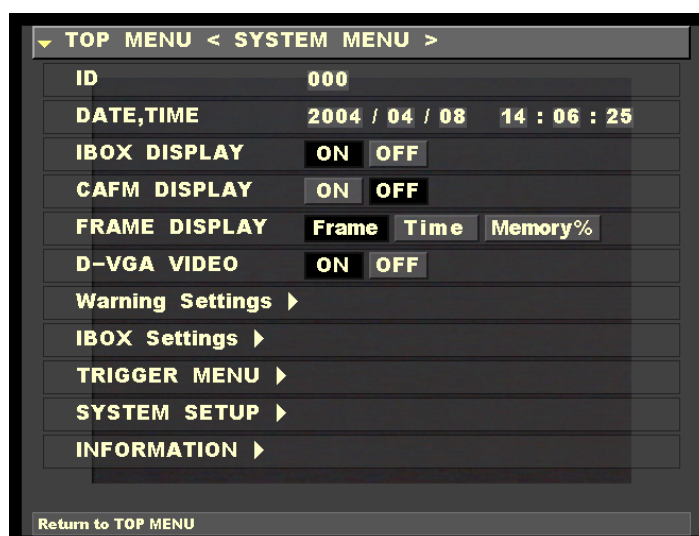 TOP MENU < SYSTEM MENU >
ID 000
DATE,TIME 2004 / 04 / 08 14 : 06 : 25
IBOX DISPLAY ON OFF
CAFM DISPLAY ON OFF
FRAME DISPLAY Frame Time Memory%
D-VGA VIDEO ON OFF
Warning Settings
IBOX Settings
TRIGGER MENU
SYSTEM SETUP
INFORMATION
Return to TOP MENU